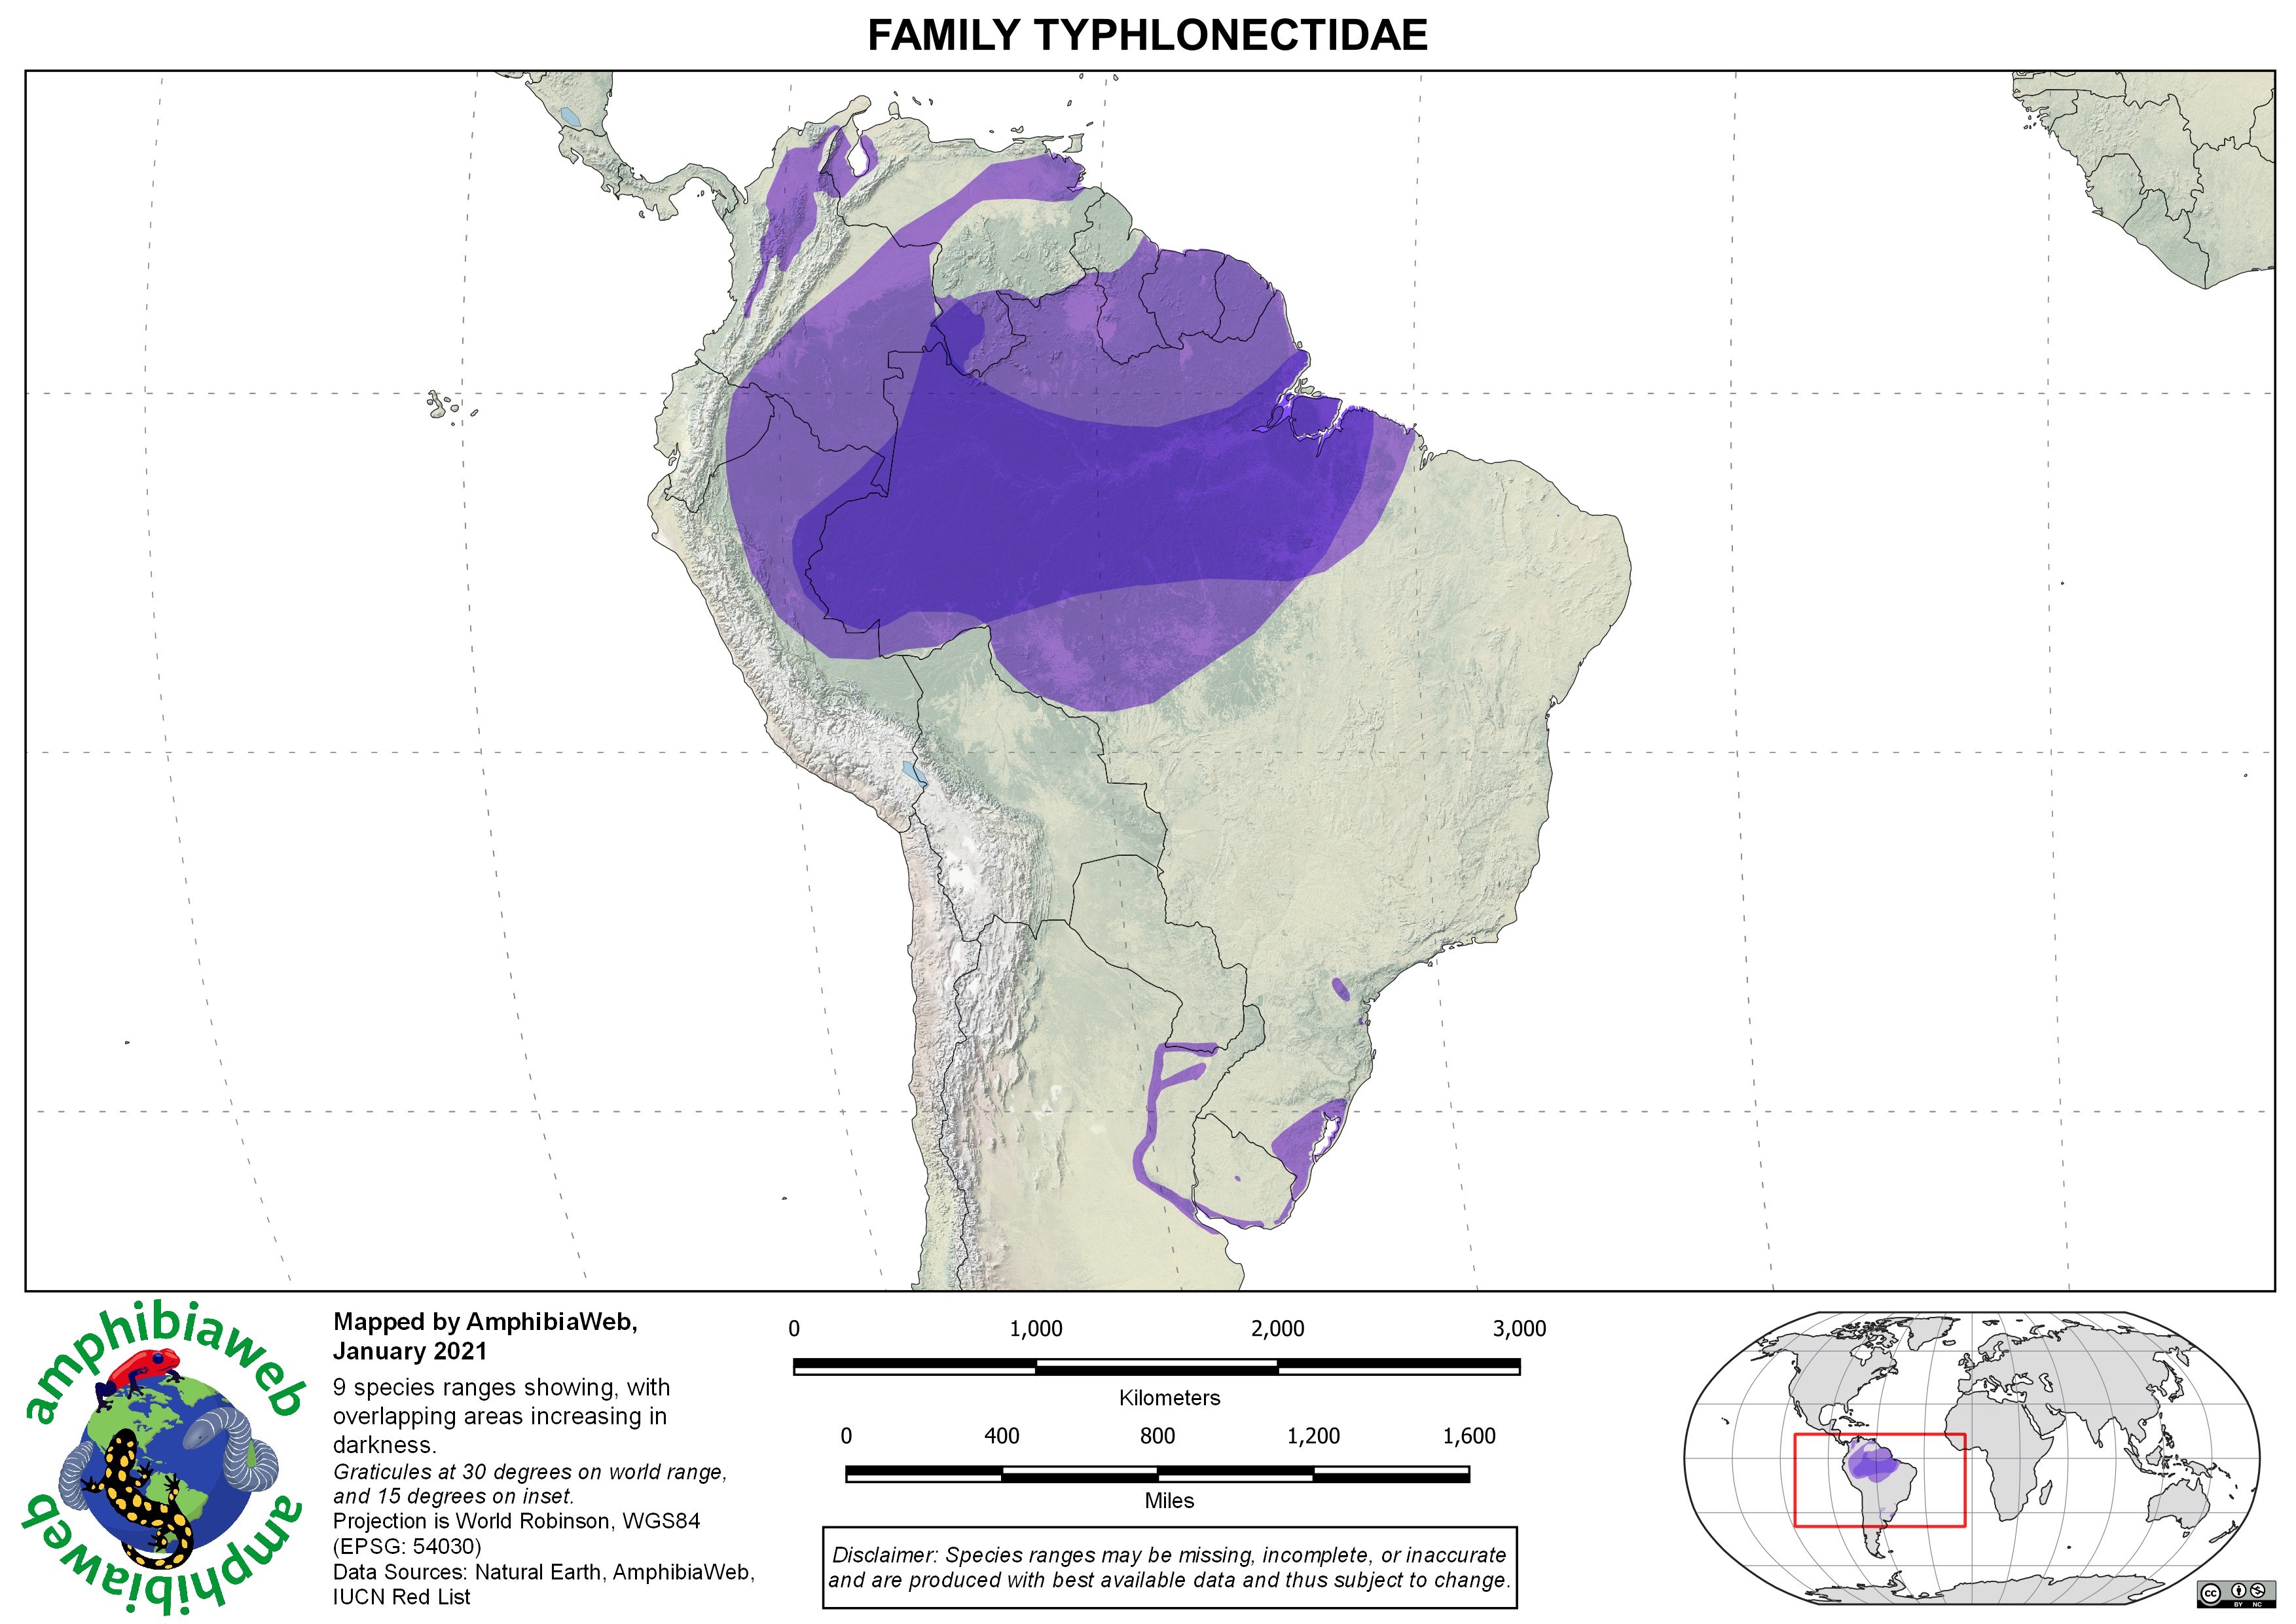 FAMILY TYPHLONECTIDAE
amphibiaweb
amphibiaweb
Mapped by AmphibiaWeb,
January 2021
9 species ranges showing, with
overlapping areas increasing in
darkness.
Graticules at 30 degrees on world range,
and 15 degrees on inset.
Projection is World Robinson, WGS84
(EPSG: 54030)
Data Sources: Natural Earth, AmphibiaWeb,
IUCN Red List
0 1,000 2,000 3,000
Kilometers
0 400 800 1,200 1,600
Miles
Disclaimer: Species ranges may be missing, incomplete, or inaccurate
and are produced with best available data and thus subject to change.
cc
BY NC